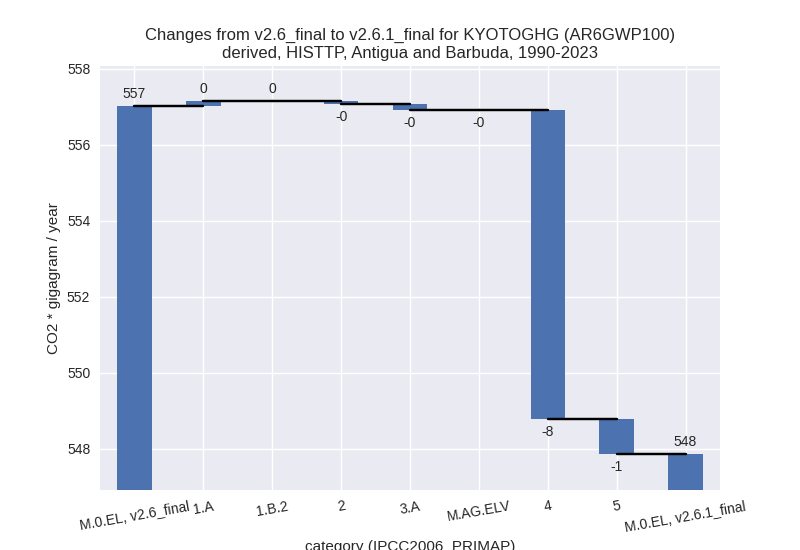 Changes from v2.6_final to v2.6.1_final for KYOTOGHG (AR6GWP100)
derived, HISTTP, Antigua and Barbuda, 1990-2023
CO2 * gigagram / year
558
556
554
552
550
548
557
0
0
-0
-0
-0
-8
-1
548
M.0.EL, v2.6_final
1.A
1.B.2
2
3.A
M.AG.ELV
4
5
M.0.EL, v2.6.1_final
category (IPCC2006_PRIMAP)